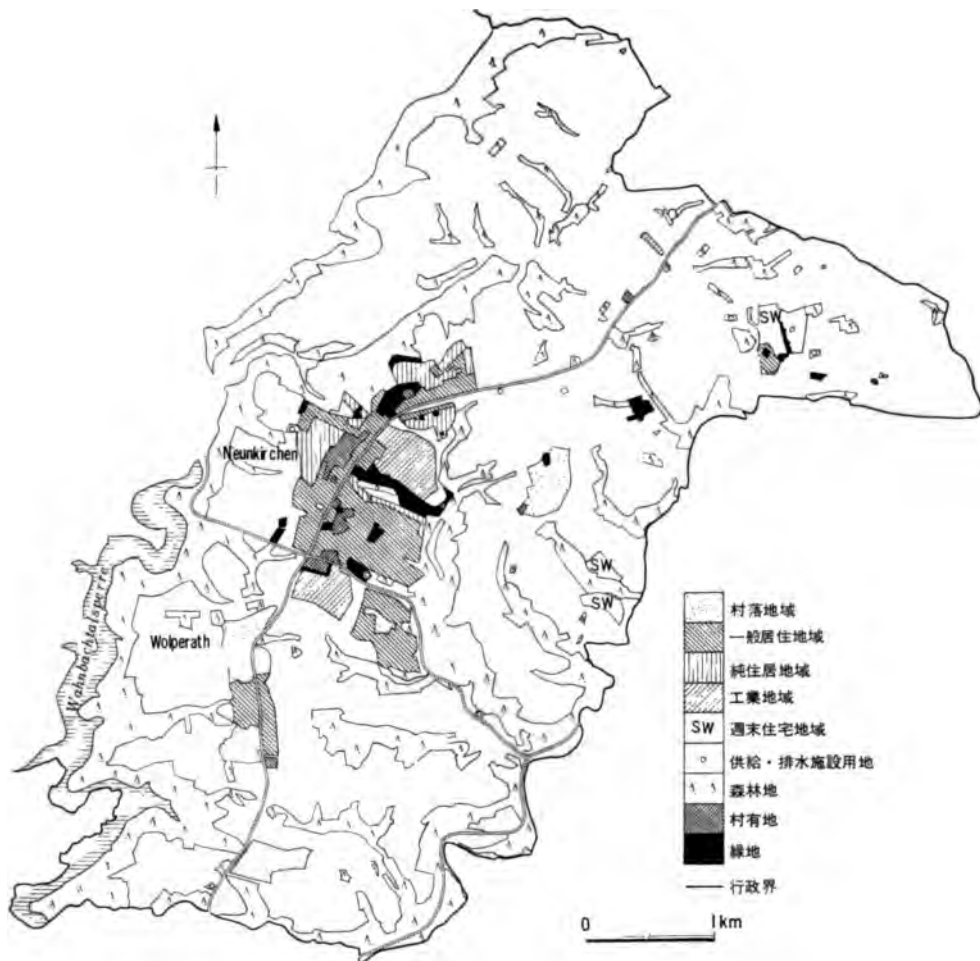 SW
Neunkirchen
SW
SW
Wahnbachtalsperre
Wolperath
村落地域
一般居住地域
純住居地域
工業地域
SW 週末住宅地域
供給・排水施設用地
森林地
村有地
緑地
行政界
0 1km